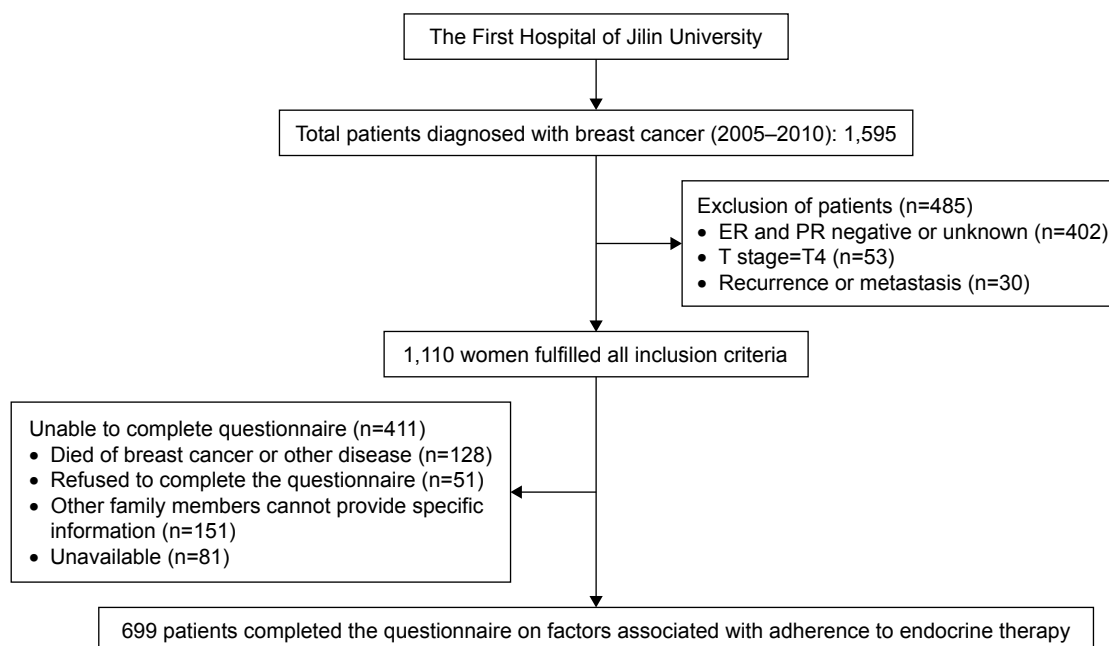 The First Hospital of Jilin University
Total patients diagnosed with breast cancer (2005–2010): 1,595
Exclusion of patients (n=485)
• ER and PR negative or unknown (n=402)
• T stage=T4 (n=53)
• Recurrence or metastasis (n=30)
1,110 women fulfilled all inclusion criteria
Unable to complete questionnaire (n=411)
• Died of breast cancer or other disease (n=128)
• Refused to complete the questionnaire (n=51)
• Other family members cannot provide specific
information (n=151)
• Unavailable (n=81)
699 patients completed the questionnaire on factors associated with adherence to endocrine therapy